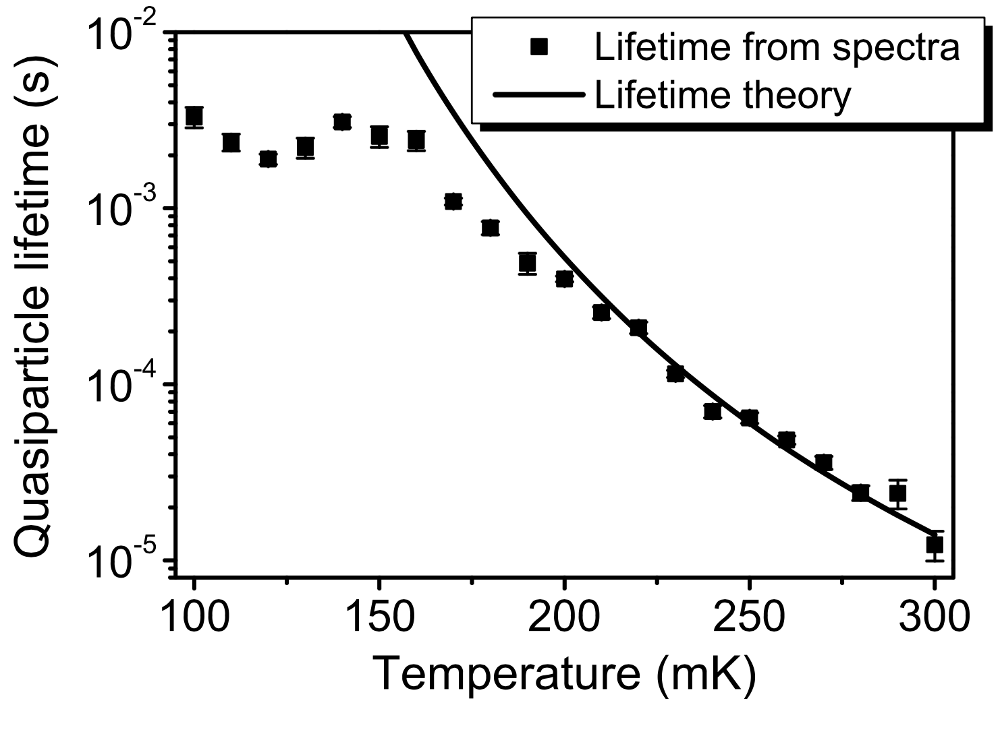 Lifetime from spectra
Lifetime theory
Quasiparticle lifetime (s)
10⁻²
10⁻³
10⁻⁴
10⁻⁵
100 150 200 250 300
Temperature (mK)